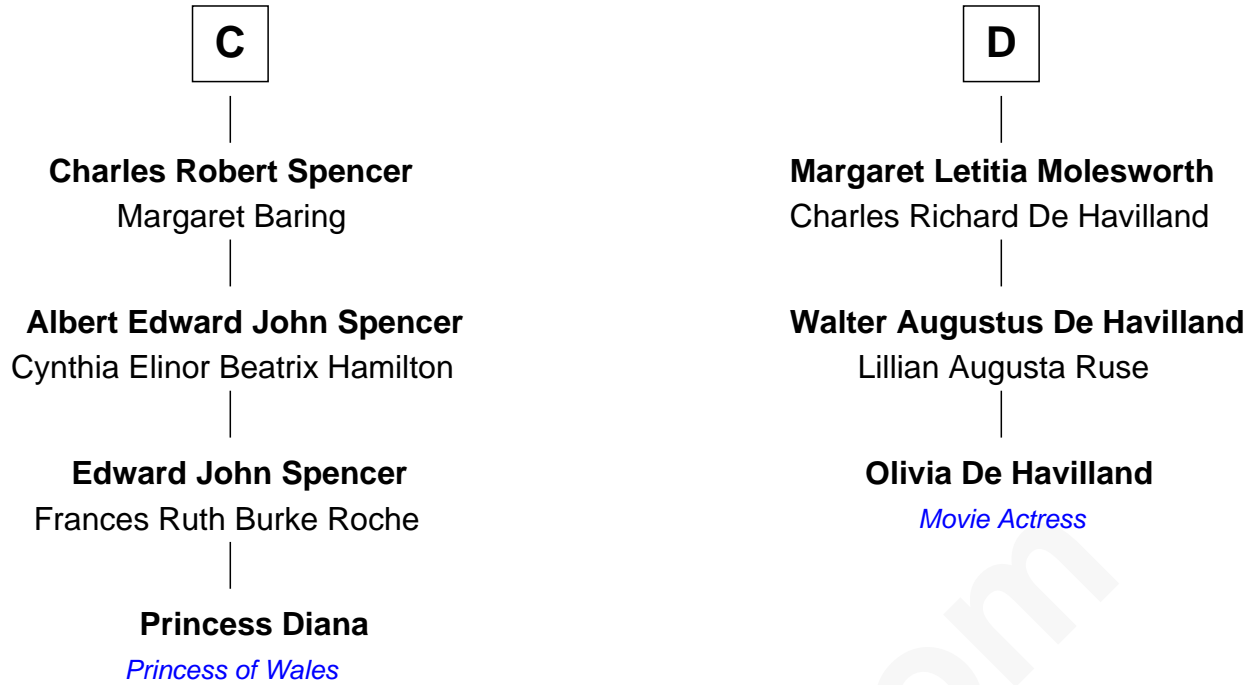 C
Charles Robert Spencer
Margaret Baring
Albert Edward John Spencer
Cynthia Elinor Beatrix Hamilton
Edward John Spencer
Frances Ruth Burke Roche
Princess Diana
Princess of Wales
D
Margaret Letitia Molesworth
Charles Richard De Havilland
Walter Augustus De Havilland
Lillian Augusta Ruse
Olivia De Havilland
Movie Actress
om